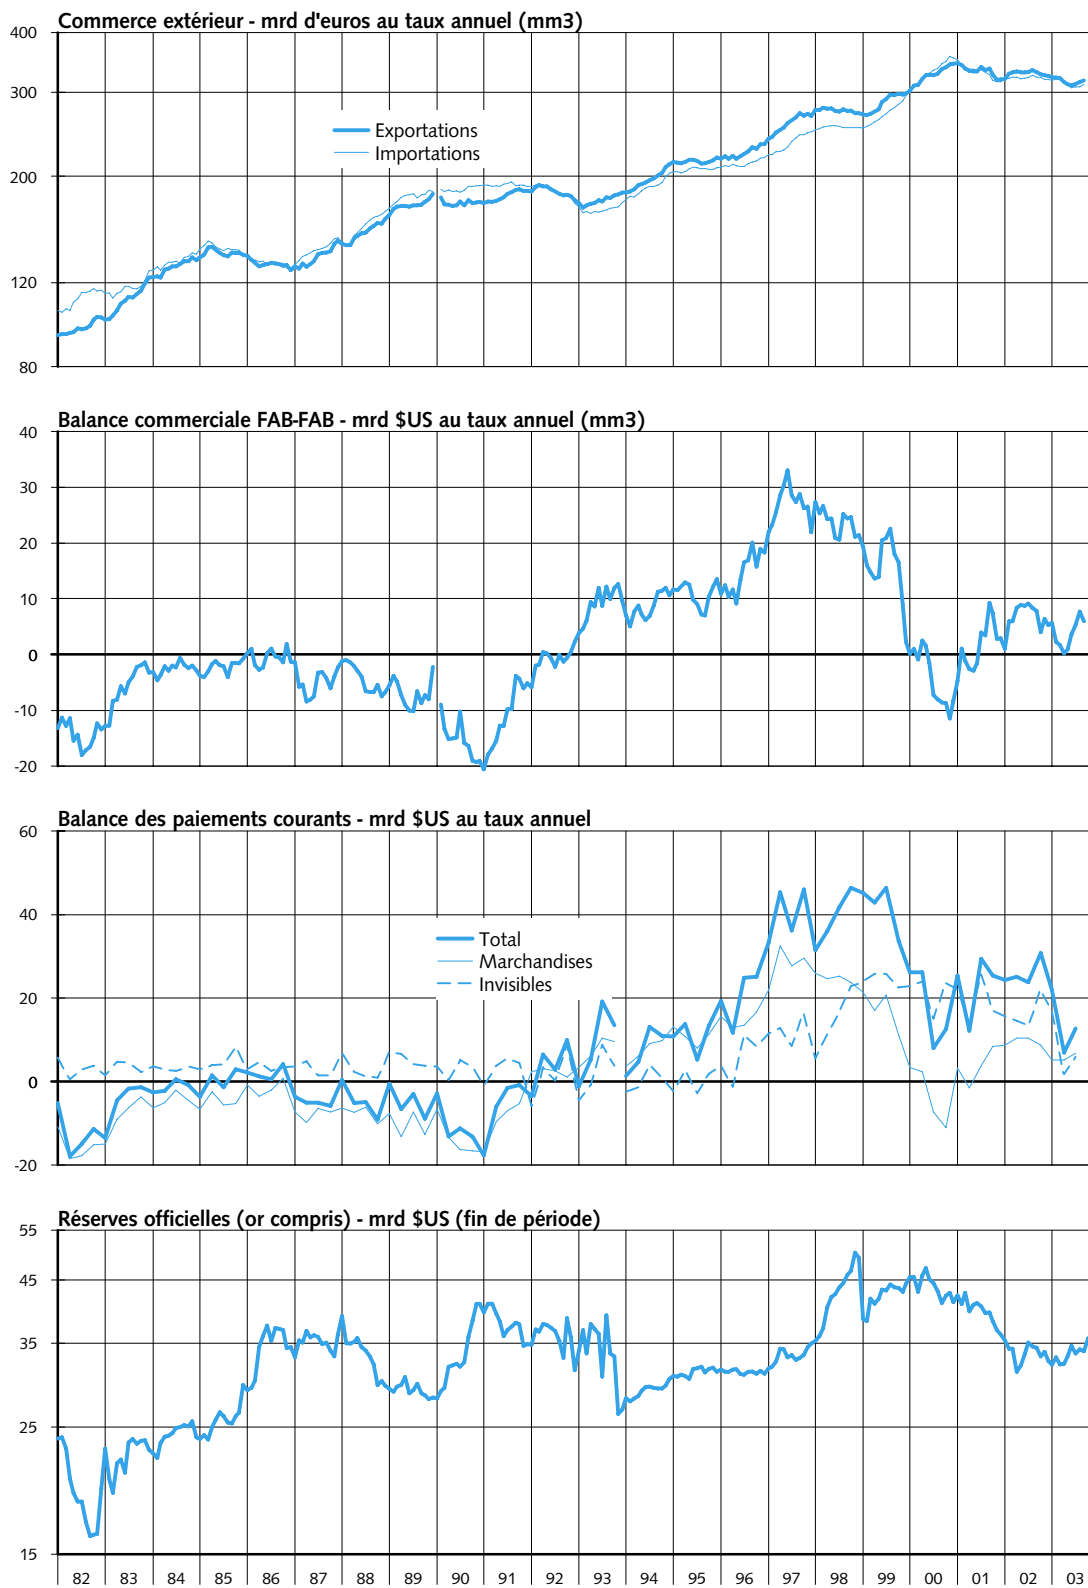 Commerce extérieur - mrd d'euros au taux annuel (mm3)
400
300
200
120
80
Exportations
Importations
Balance commerciale FAB-FAB - mrd $US au taux annuel (mm3)
40
30
20
10
0
-10
-20
Balance des paiements courants - mrd $US au taux annuel
60
40
20
0
-20
Total
Marchandises
Invisibles
Réserves officielles (or compris) - mrd $US (fin de période)
55
45
35
25
15
82 83 84 85 86 87 88 89 90 91 92 93 94 95 96 97 98 99 00 01 02 03